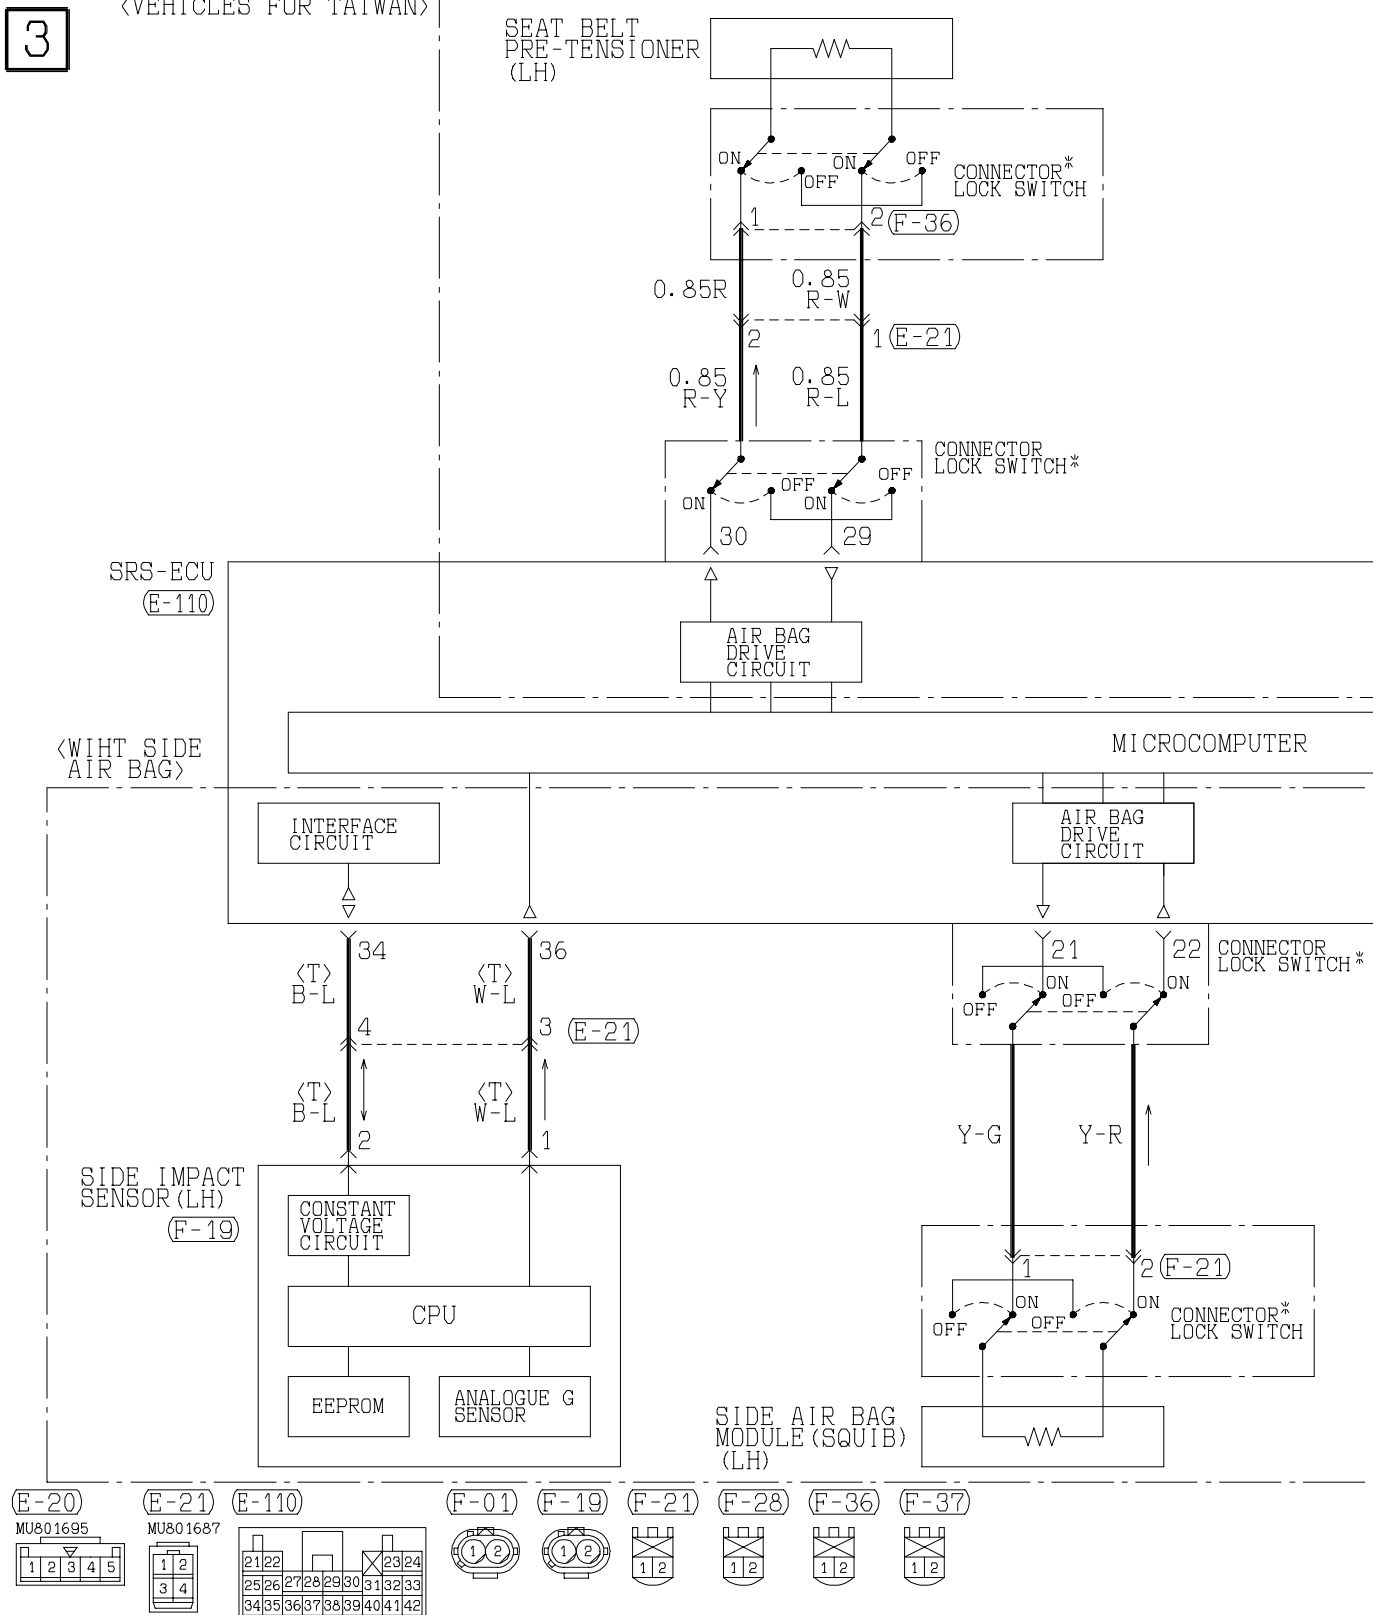 <VEHICLES FOR TAIWAN>
3
SEAT BELT
PRE-TENSIONER
(LH)
ON
OFF
ON
OFF
CONNECTOR*
LOCK SWITCH
1
2
F-36
0.85R
0.85
R-W
2
1
E-21
0.85
R-Y
0.85
R-L
CONNECTOR
LOCK SWITCH*
ON
OFF
ON
OFF
30
29
SRS-ECU
E-110
AIR BAG
DRIVE
CIRCUIT
MICROCOMPUTER
<WIHT SIDE
AIR BAG>
INTERFACE
CIRCUIT
AIR BAG
DRIVE
CIRCUIT
34
36
21
22
CONNECTOR
LOCK SWITCH*
<T>
B-L
<T>
W-L
OFF
ON
OFF
ON
4
3
E-21
<T>
B-L
<T>
W-L
Y-G
Y-R
2
1
SIDE IMPACT
SENSOR(LH)
F-19
CONSTANT
VOLTAGE
CIRCUIT
1
2
F-21
CPU
OFF
ON
OFF
ON
CONNECTOR*
LOCK SWITCH
EEPROM
ANALOGUE G
SENSOR
SIDE AIR BAG
MODULE(SQUIB)
(LH)
E-20
E-21
E-110
F-01
F-19
F-21
F-28
F-36
F-37
MU801695
MU801687
1 2 3 4 5
1 2
3 4
21 22 23 24
25 26 27 28 29 30 31 32 33
34 35 36 37 38 39 40 41 42
1 2
1 2
1 2
1 2
1 2
1 2